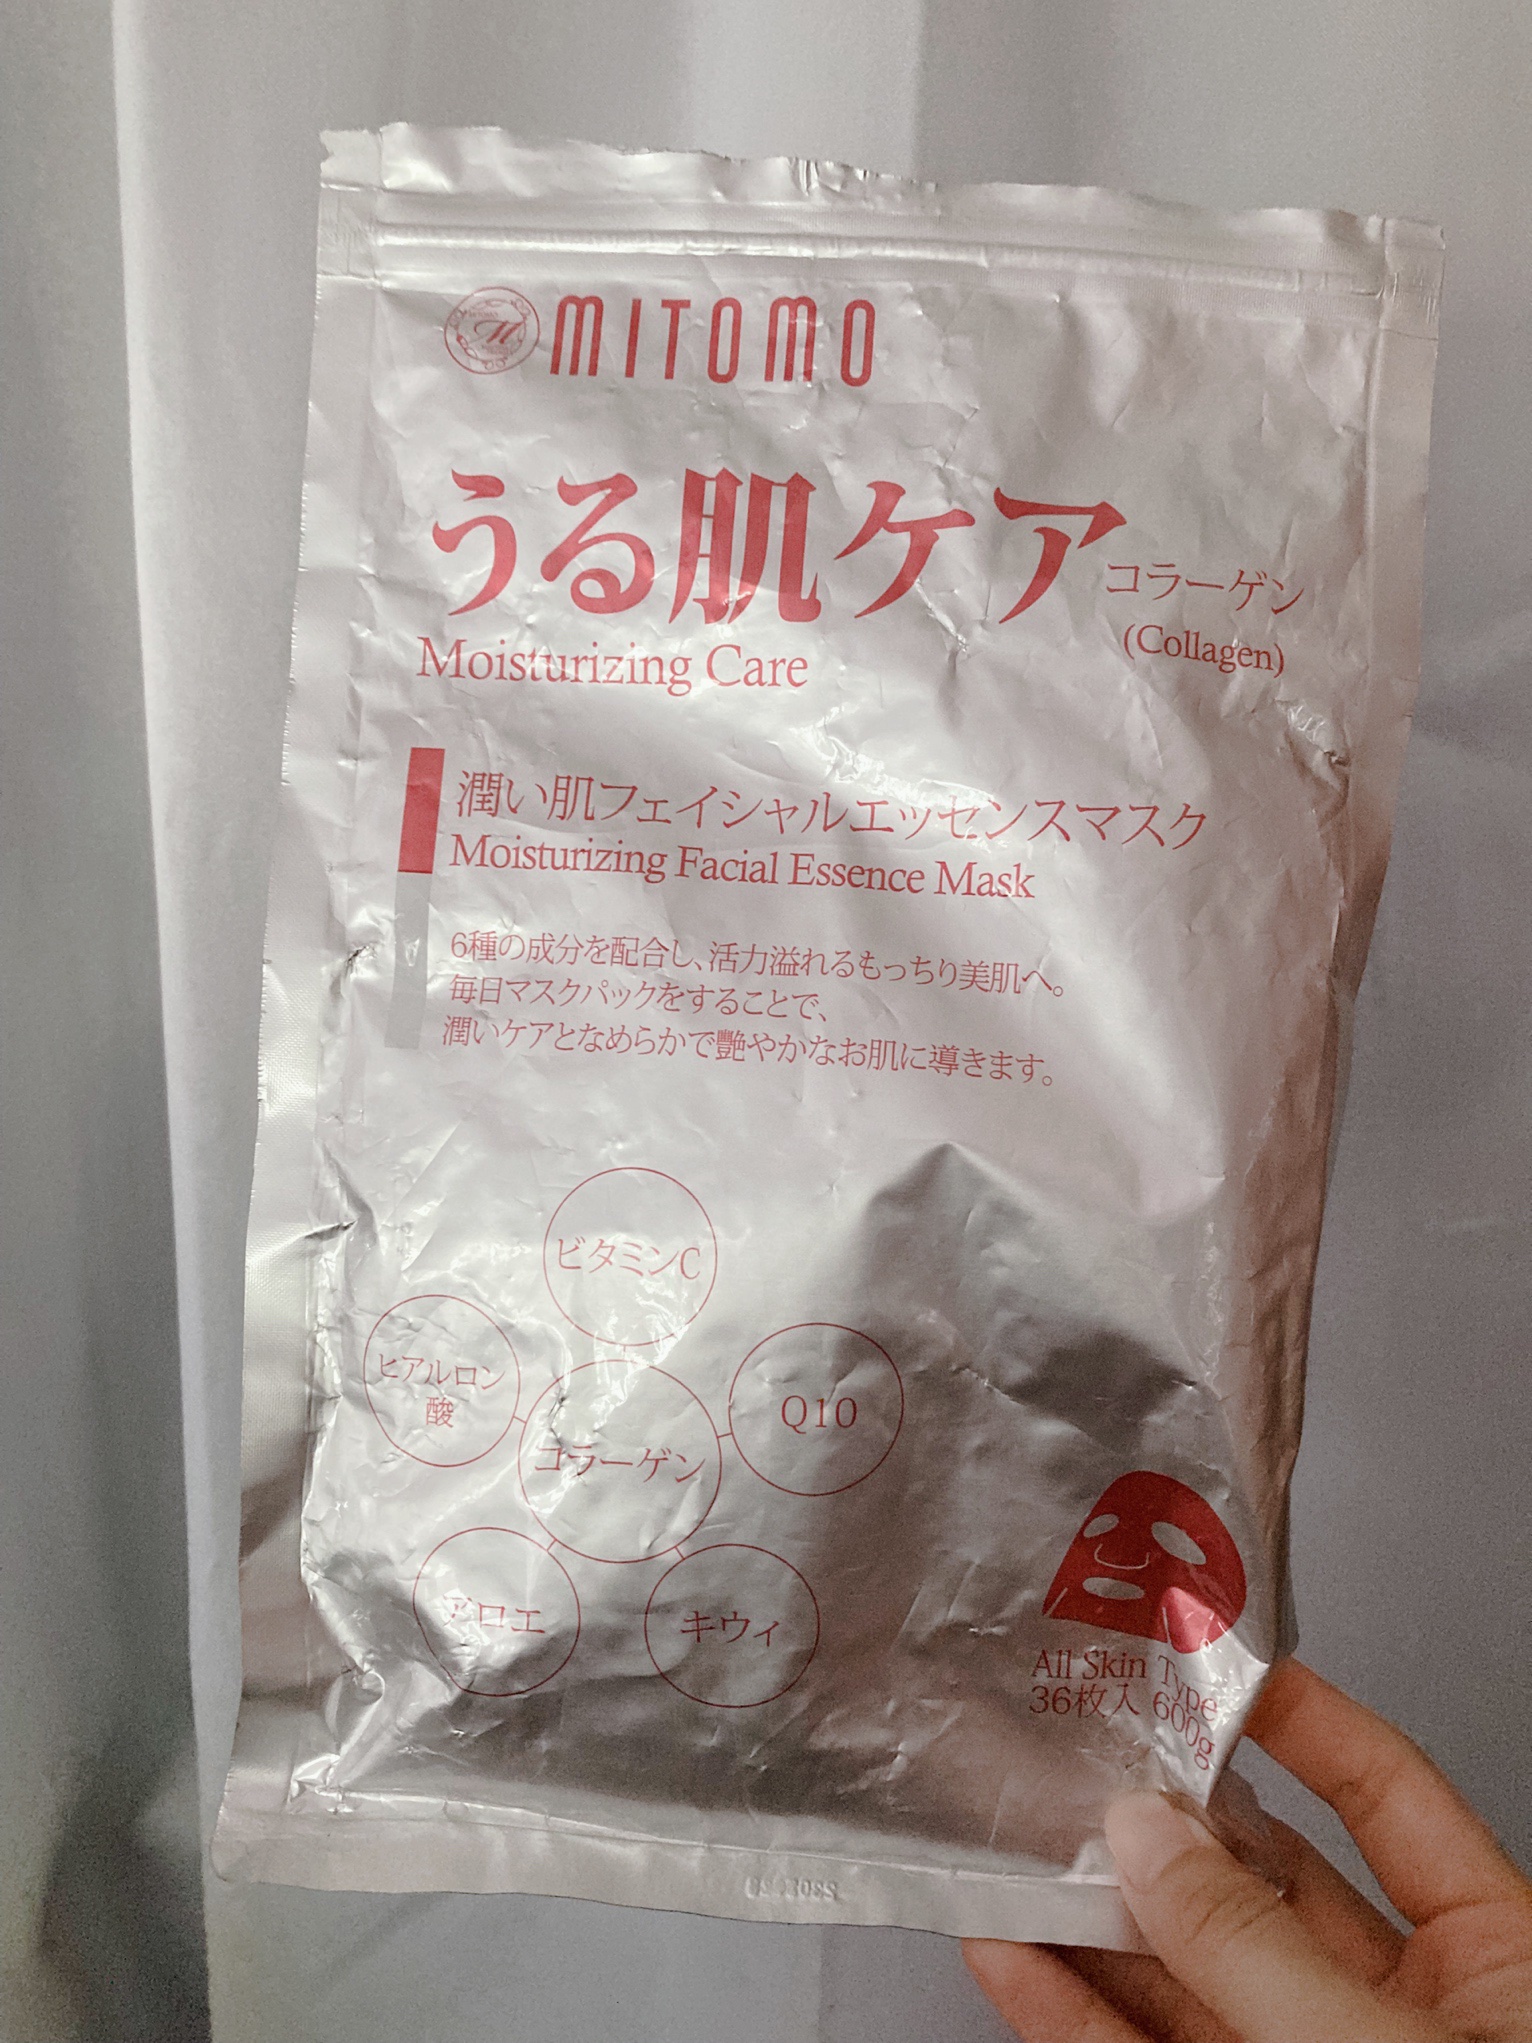 MITOMO
うる肌ケア
コラーゲン
(Collagen)
Moisturizing Care
潤い肌フェイシャルエッセンスマスク
Moisturizing Facial Essence Mask
6種の成分を配合し、活力溢れるもっちり美肌へ。
毎日マスクパックをすることで、
潤いケアとなめらかで艶やかなお肌に導きます。
ビタミンC
ヒアルロン
酸
Q10
コラーゲン
アロエ
キウィ
All Skin Type
36枚入 600g